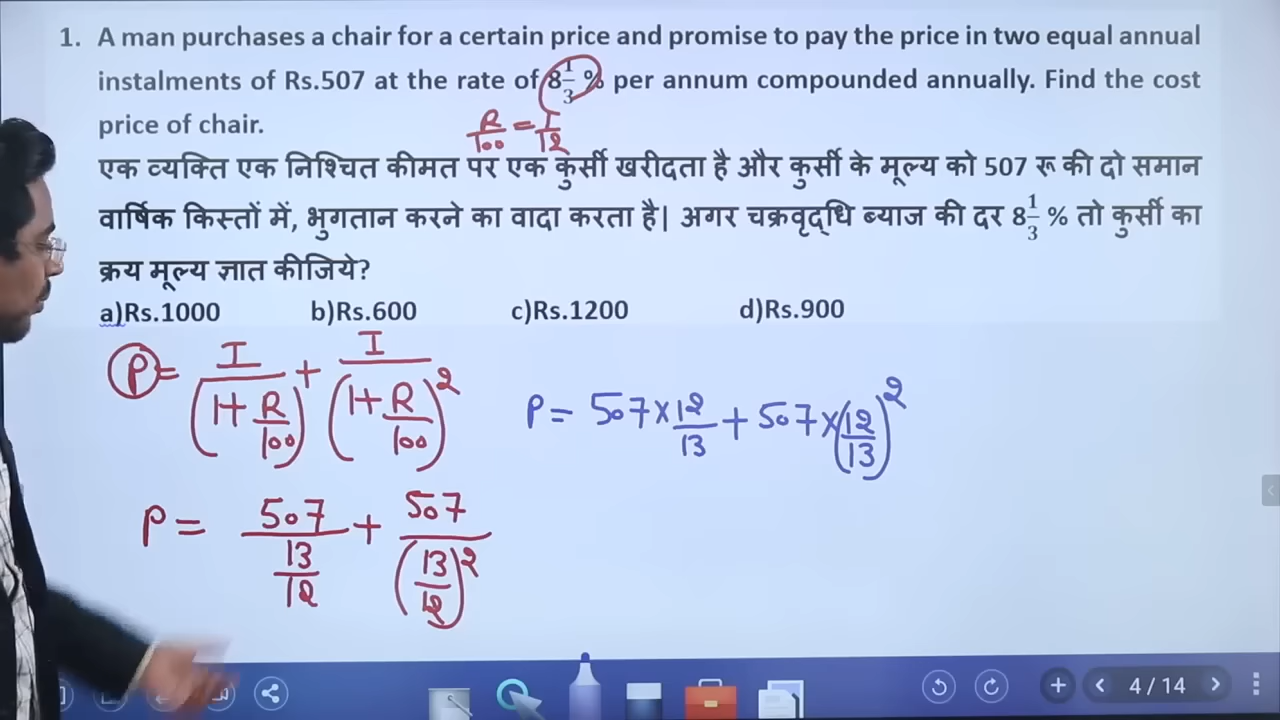 1. A man purchases a chair for a certain price and promise to pay the price in two equal annual
instalments of Rs.507 at the rate of 8 1/3 % per annum compounded annually. Find the cost
price of chair.
R/100 = I/12
एक व्यक्ति एक निश्चित कीमत पर एक कुर्सी खरीदता है और कुर्सी के मूल्य को 507 रू की दो समान
वार्षिक किस्तों में, भुगतान करने का वादा करता है| अगर चक्रवृद्धि ब्याज की दर 8 1/3 % तो कुर्सी का
क्रय मूल्य ज्ञात कीजिये?
a)Rs.1000 b)Rs.600 c)Rs.1200 d)Rs.900
P = I/(1+R/100) + I/(1+R/100)²
P = 507×12/13 + 507×(12/13)²
P = 507/(13/12) + 507/(13/12)²
4 / 14